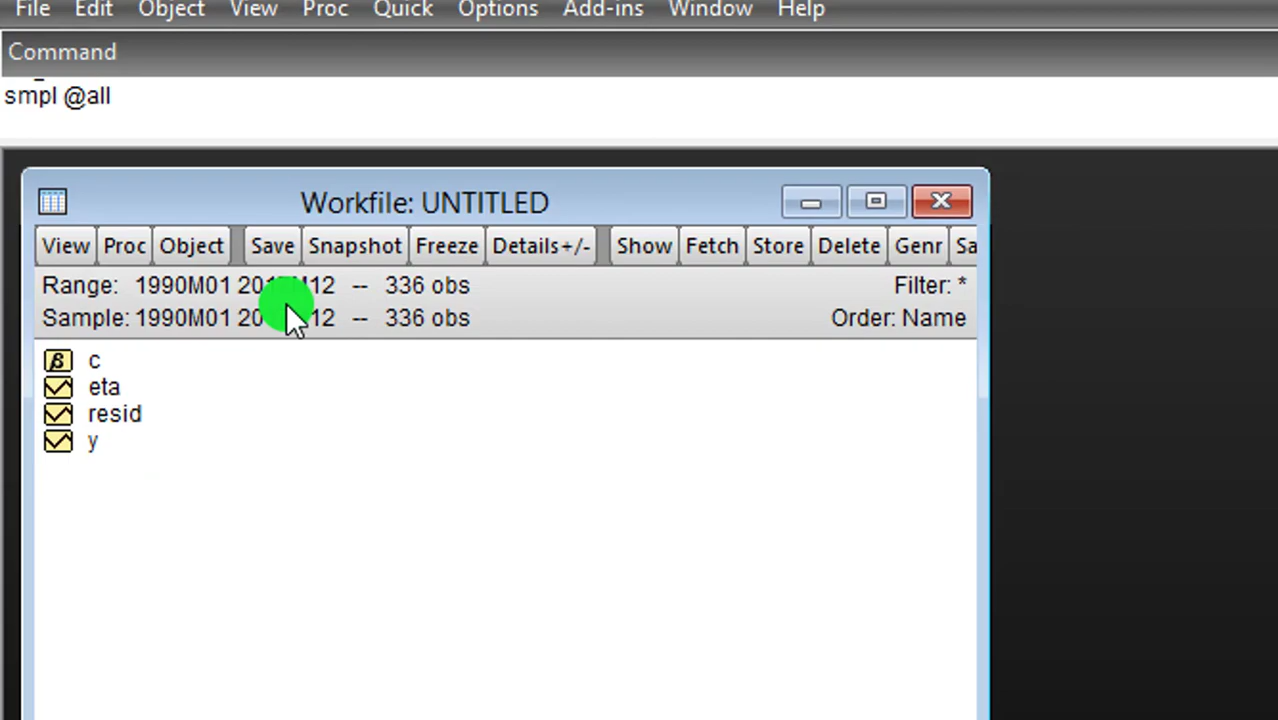 File Edit Object View Proc Quick Options Add-ins Window Help
Command
smpl @all
Workfile: UNTITLED
View Proc Object Save Snapshot Freeze Details+/- Show Fetch Store Delete Genr Sa
Range: 1990M01 -- 336 obs Filter: *
Sample: 1990M01 -- 336 obs Order: Name
β c
eta
resid
y